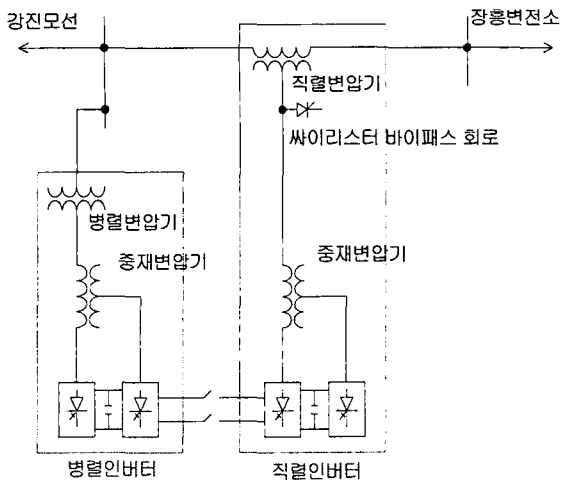 강진모선
장흥변전소
직렬변압기
싸이리스터 바이패스 회로
병렬변압기
중재변압기
중재변압기
병렬인버터
직렬인버터